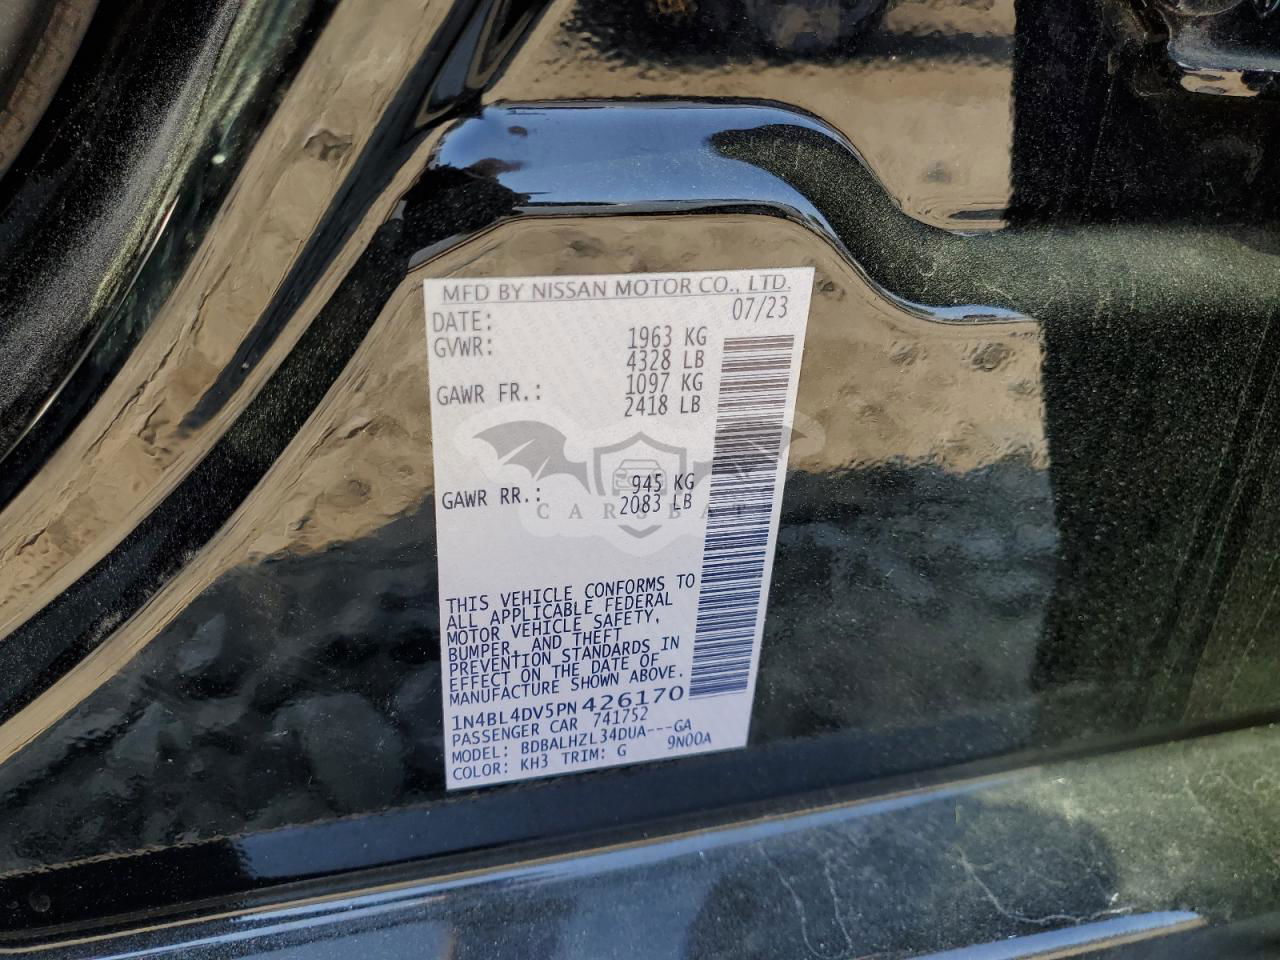 MFD BY NISSAN MOTOR CO., LTD.
DATE: 07/23
GVWR: 1963 KG
4328 LB
GAWR FR.: 1097 KG
2418 LB
GAWR RR.: 945 KG
2083 LB
CARSBAT
THIS VEHICLE CONFORMS TO
ALL APPLICABLE FEDERAL
MOTOR VEHICLE SAFETY,
BUMPER, AND THEFT
PREVENTION STANDARDS IN
EFFECT ON THE DATE OF
MANUFACTURE SHOWN ABOVE.
1N4BL4DV5PN426170
PASSENGER CAR 741752
MODEL: BDBALHZL34DUA---GA
COLOR: KH3 TRIM: G 9N00A